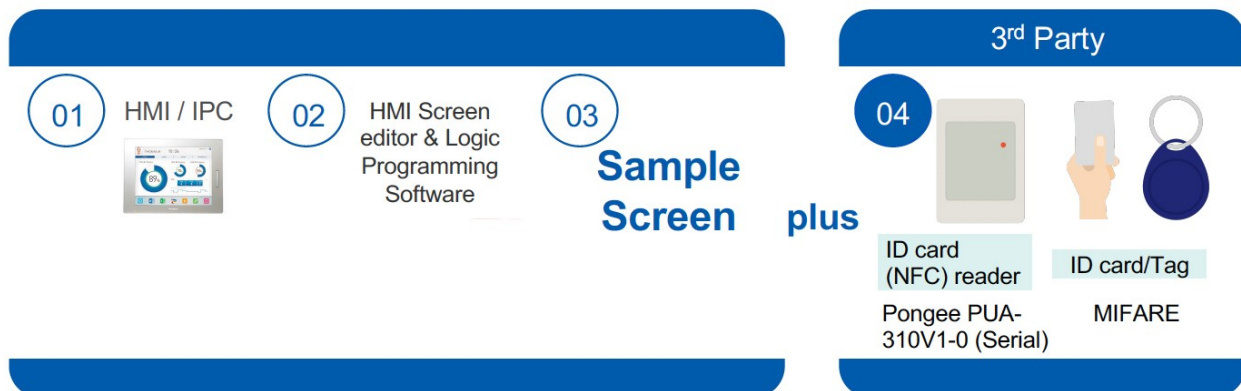 3rd Party
01
HMI / IPC
02
HMI Screen
editor & Logic
Programming
Software
03
Sample
Screen
plus
04
ID card
(NFC) reader
ID card/Tag
Pongee PUA-
310V1-0 (Serial)
MIFARE